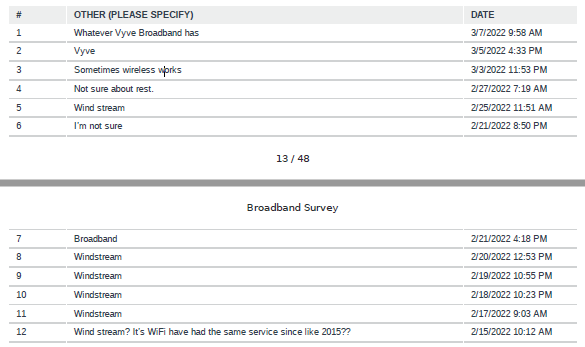 # OTHER (PLEASE SPECIFY) DATE
1 Whatever Vyve Broadband has 3/7/2022 9:58 AM
2 Vyve 3/5/2022 4:33 PM
3 Sometimes wireless works 3/3/2022 11:53 PM
4 Not sure about rest. 2/27/2022 7:19 AM
5 Wind stream 2/25/2022 11:51 AM
6 I'm not sure 2/21/2022 8:50 PM
13 / 48
Broadband Survey
7 Broadband 2/21/2022 4:18 PM
8 Windstream 2/20/2022 12:53 PM
9 Windstream 2/19/2022 10:55 PM
10 Windstream 2/18/2022 10:23 PM
11 Windstream 2/17/2022 9:03 AM
12 Wind stream? It's WiFi have had the same service since like 2015?? 2/15/2022 10:12 AM